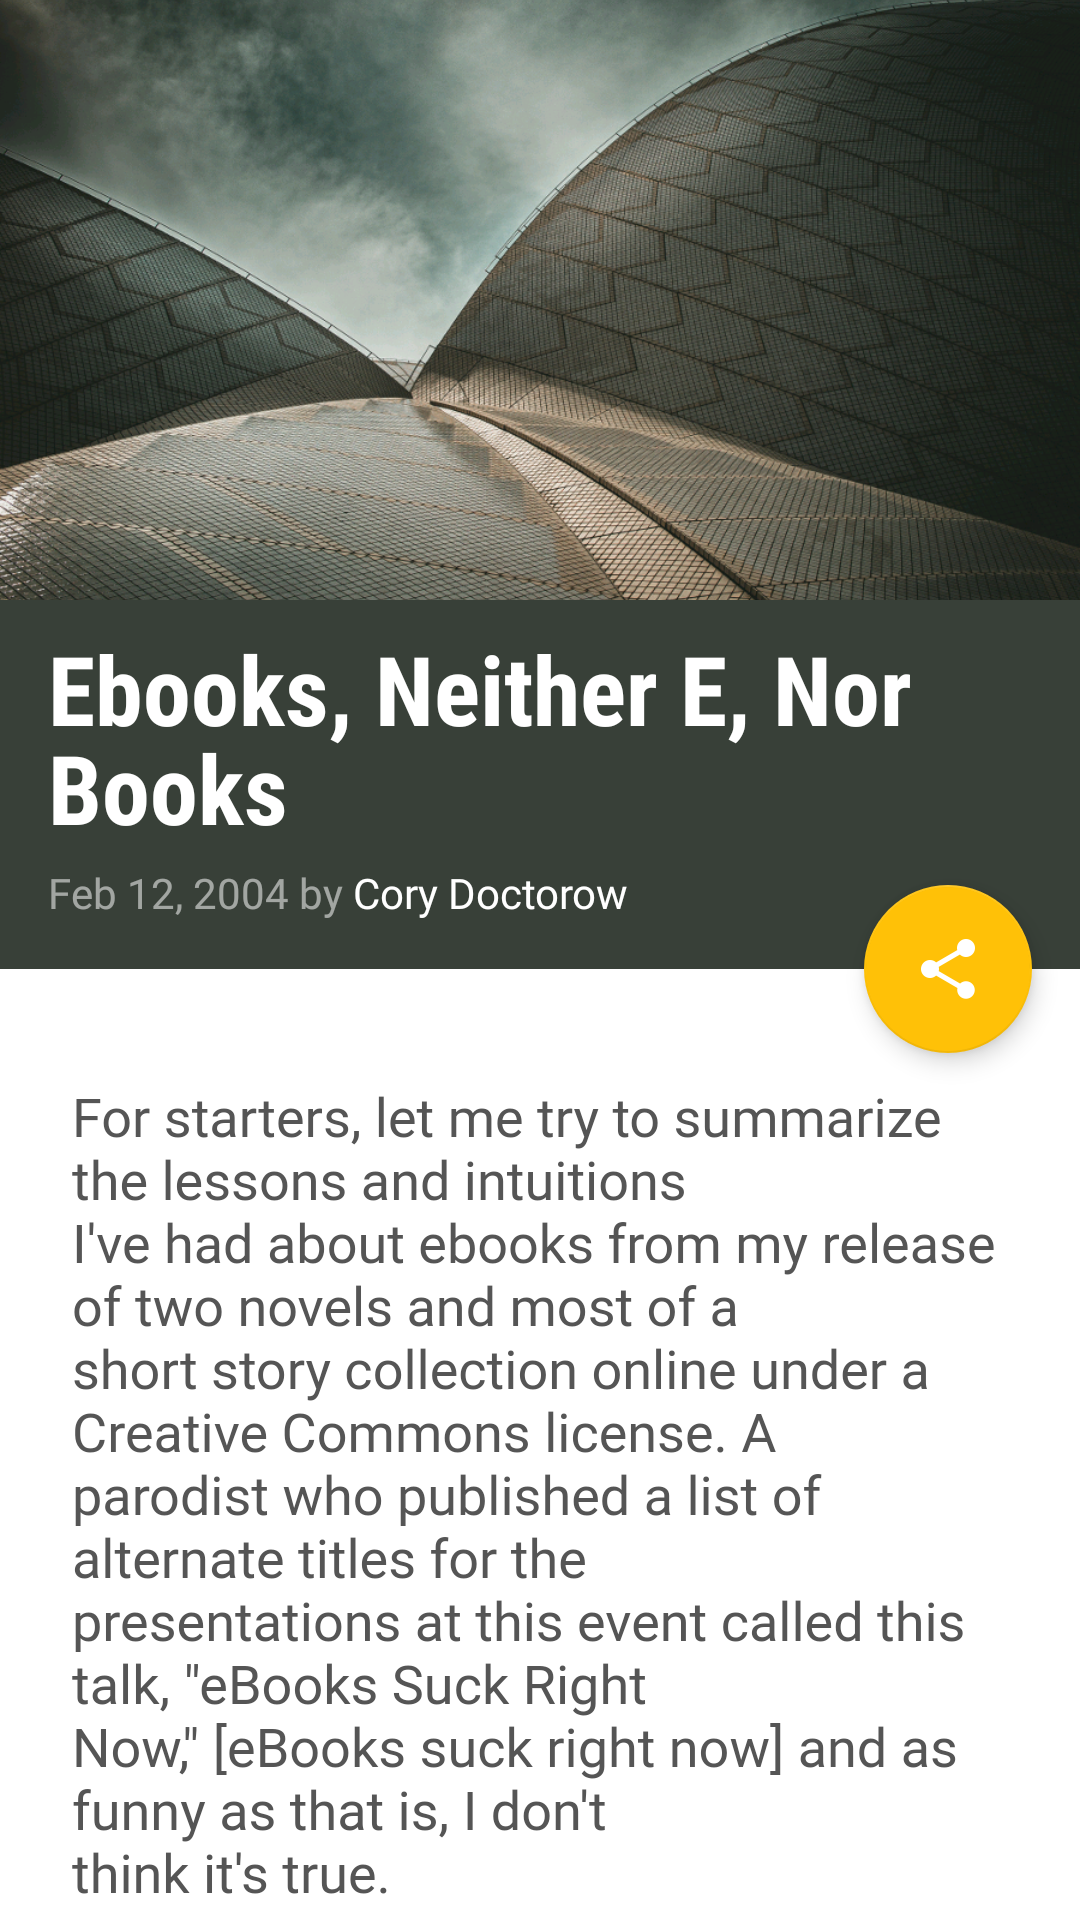 Ebooks, Neither E, Nor
Books
Feb 12, 2004 by Cory Doctorow
For starters, let me try to summarize
the lessons and intuitions
I've had about ebooks from my release
of two novels and most of a
short story collection online under a
Creative Commons license. A
parodist who published a list of
alternate titles for the
presentations at this event called this
talk, "eBooks Suck Right
Now," [eBooks suck right now] and as
funny as that is, I don't
think it's true.